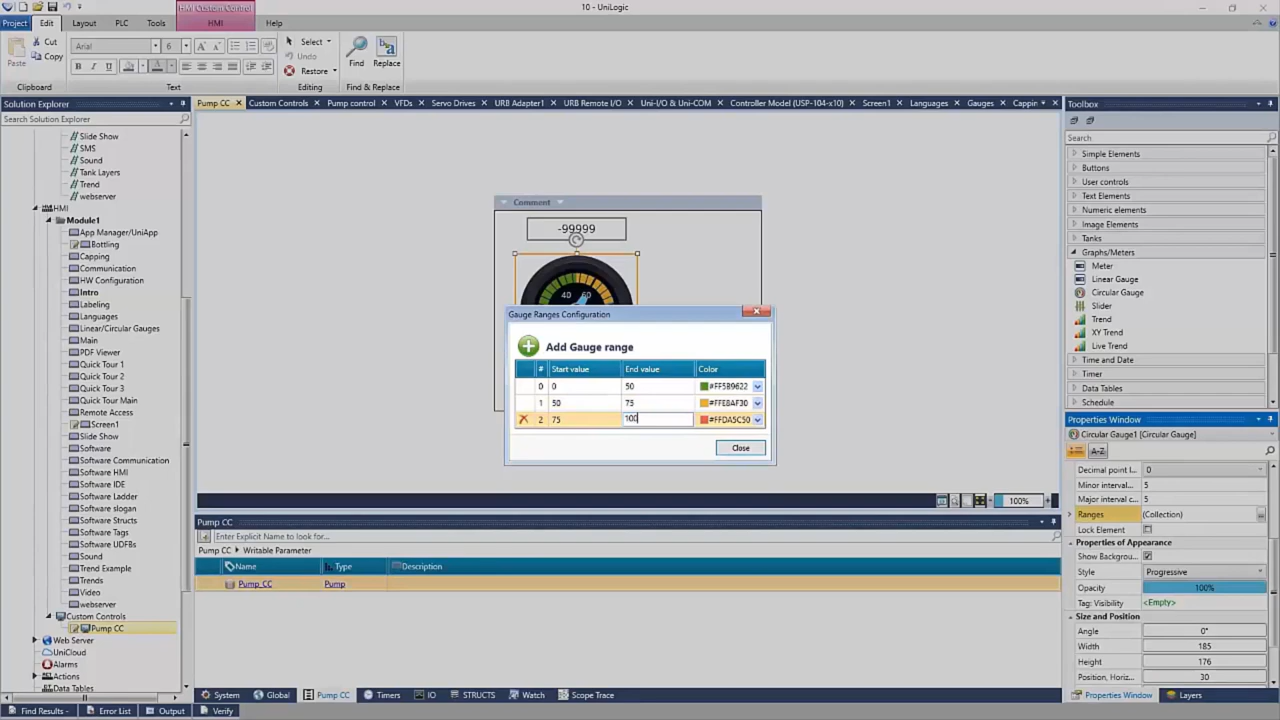 HMI Custom Control
10 - UniLogic
Project
Edit
Layout
PLC
Tools
HMI
Help
Paste
Cut
Copy
Clipboard
Arial
6
B
I
U
A
Text
Select
Undo
Restore
Editing
Find
Replace
Find & Replace
Solution Explorer
Search Solution Explorer
Slide Show
SMS
Sound
Tank Layers
Trend
webserver
HMI
Module1
App Manager/UniApp
Bottling
Capping
Communication
HW Configuration
Intro
Labeling
Languages
Linear/Circular Gauges
Main
PDF Viewer
Quick Tour 1
Quick Tour 2
Quick Tour 3
Quick Tour 4
Remote Access
Screen1
Slide Show
Software
Software Communication
Software HMI
Software IDE
Software Ladder
Software slogan
Software Structs
Software Tags
Software UDFBs
Sound
Trend Example
Trends
Video
webserver
Custom Controls
Pump CC
Web Server
UniCloud
Alarms
Actions
Data Tables
Pump CC
Custom Controls
Pump control
VFDs
Servo Drives
URB Adapter1
URB Remote I/O
Uni-I/O & Uni-COM
Controller Model (USP-104-x10)
Screen1
Languages
Gauges
Cappin
Comment
-99999
40 60
Gauge Ranges Configuration
Add Gauge range
# Start value End value Color
0 0 50 #FF5B9622
1 50 75 #FFE8AF30
2 75 100 #FFDA5C50
Close
100%
Pump CC
Enter Explicit Name to look for...
Pump CC Writable Parameter
Name Type Description
Pump_CC Pump
System
Global
Pump CC
Timers
IO
STRUCTS
Watch
Scope Trace
Toolbox
Search
Simple Elements
Buttons
User controls
Text Elements
Numeric elements
Image Elements
Tanks
Graphs/Meters
Meter
Linear Gauge
Circular Gauge
Slider
Trend
XY Trend
Live Trend
Time and Date
Timer
Data Tables
Schedule
Properties Window
Circular Gauge1 [Circular Gauge]
A-Z
Decimal point l... 0
Minor interval... 5
Major interval c... 5
Ranges (Collection)
Lock Element
Properties of Appearance
Show Backgrou...
Style Progressive
Opacity 100%
Tag: Visibility <Empty>
Size and Position
Angle 0°
Width 185
Height 176
Position, Horiz... 30
Properties Window
Layers
Find Results -
Error List
Output
Verify